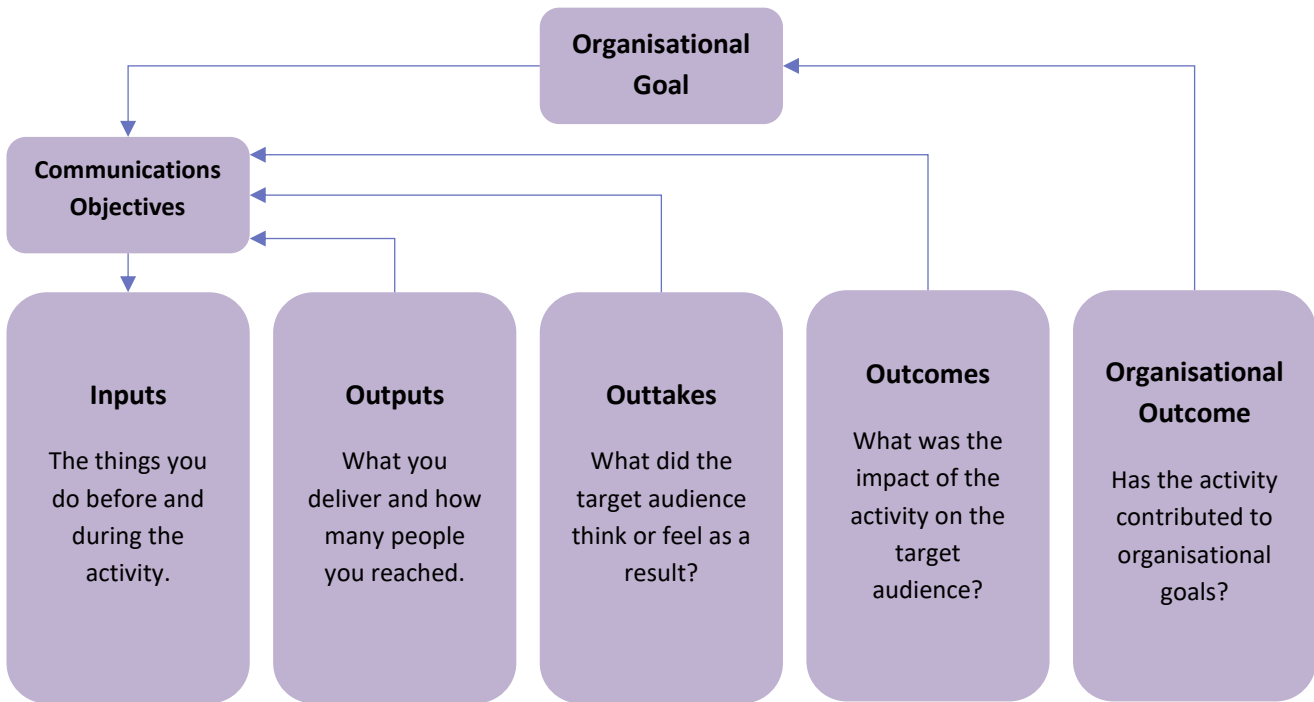 Organisational
Goal
Communications
Objectives
Inputs
The things you
do before and
during the
activity.
Outputs
What you
deliver and how
many people
you reached.
Outtakes
What did the
target audience
think or feel as a
result?
Outcomes
What was the
impact of the
activity on the
target
audience?
Organisational
Outcome
Has the activity
contributed to
organisational
goals?